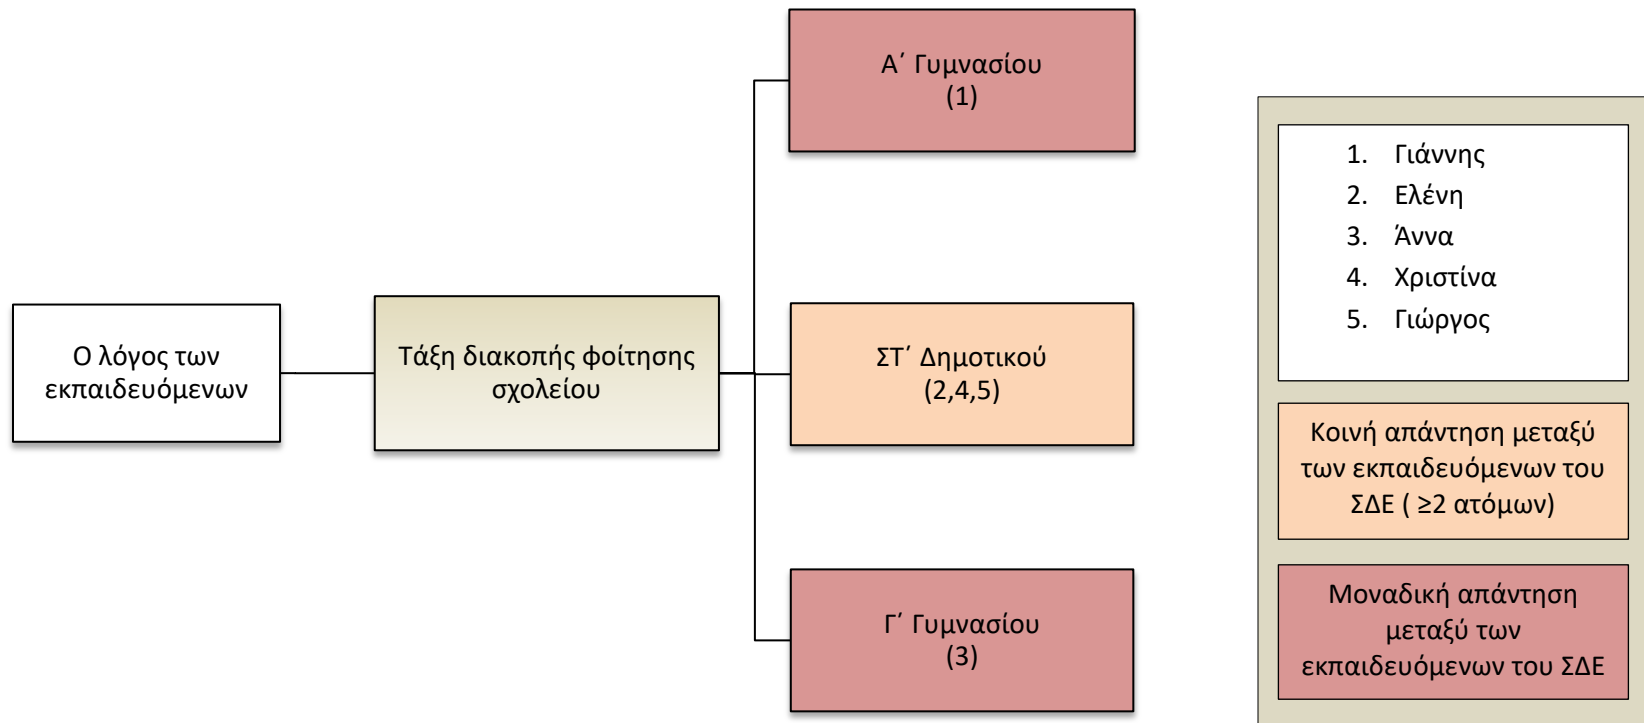 Ο λόγος των
εκπαιδευόμενων
Τάξη διακοπής φοίτησης
σχολείου
Α΄ Γυμνασίου
(1)
ΣΤ΄ Δημοτικού
(2,4,5)
Γ΄ Γυμνασίου
(3)
1. Γιάννης
2. Ελένη
3. Άννα
4. Χριστίνα
5. Γιώργος
Κοινή απάντηση μεταξύ
των εκπαιδευόμενων του
ΣΔΕ ( ≥2 ατόμων)
Μοναδική απάντηση
μεταξύ των
εκπαιδευόμενων του ΣΔΕ